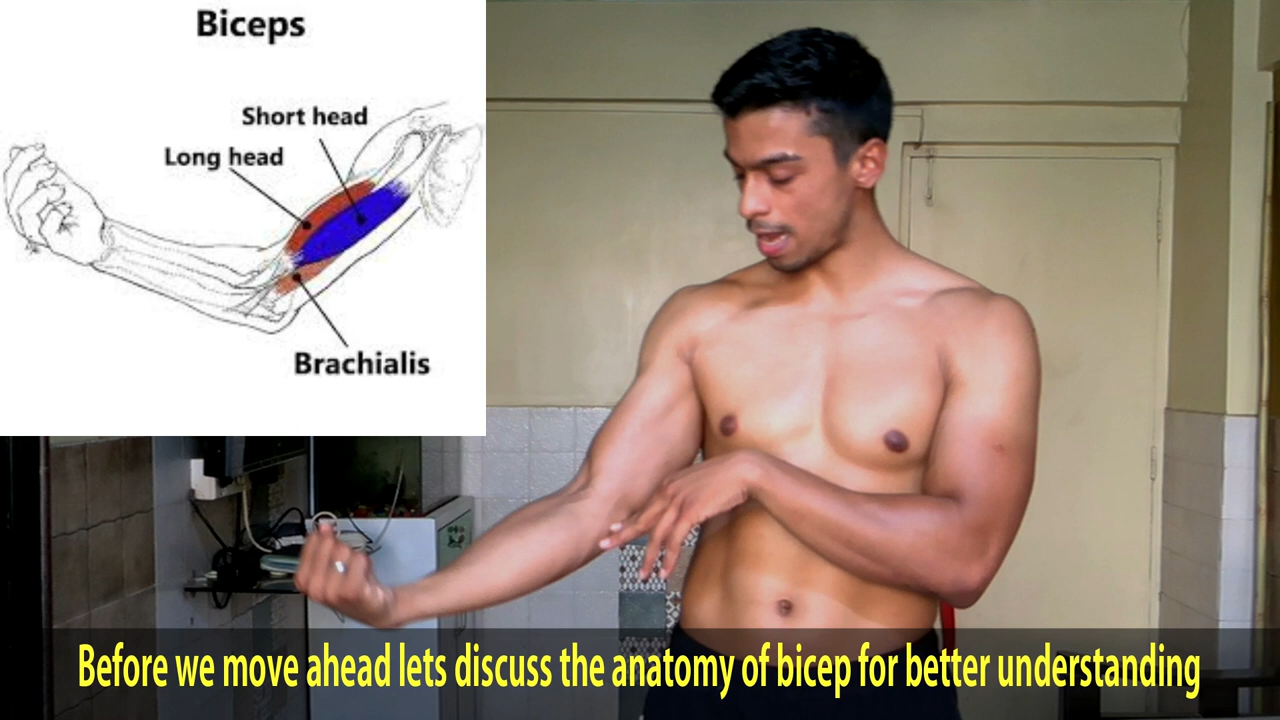 Biceps
Short head
Long head
Brachialis
Before we move ahead lets discuss the anatomy of bicep for better understanding